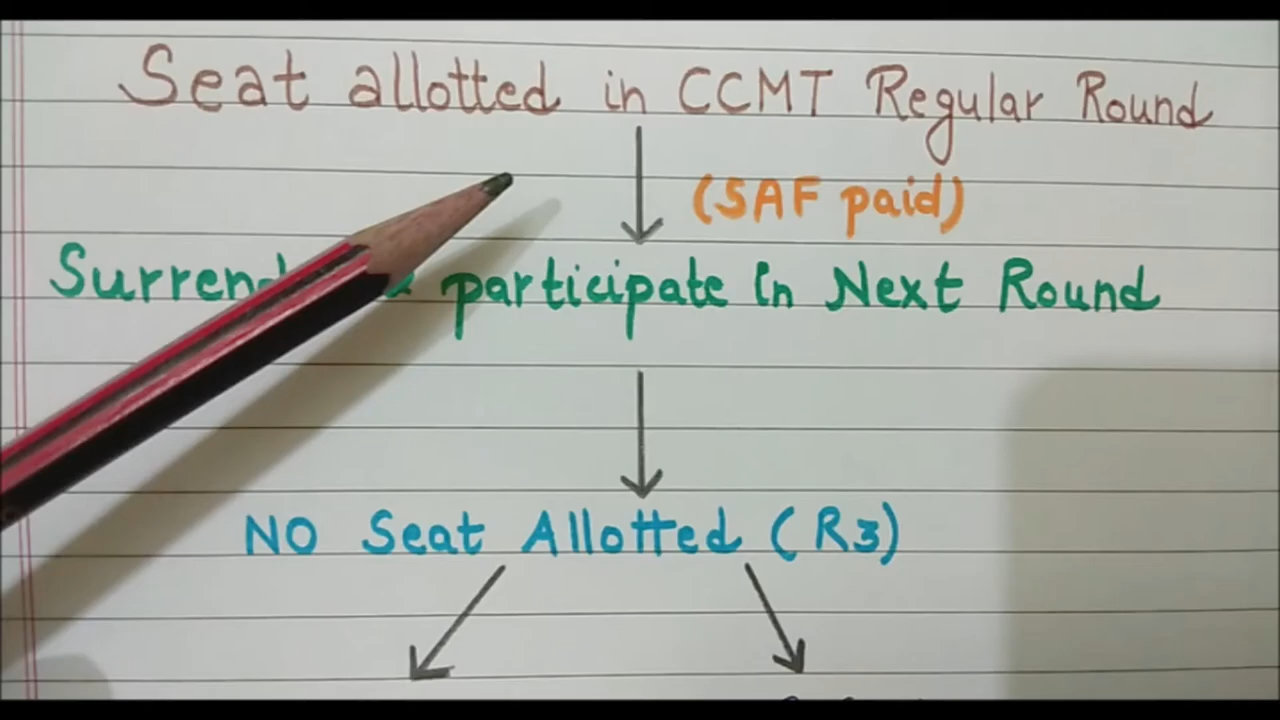 Seat allotted in CCMT Regular Round
(SAF paid)
participate in Next Round
NO Seat Allotted (R3)